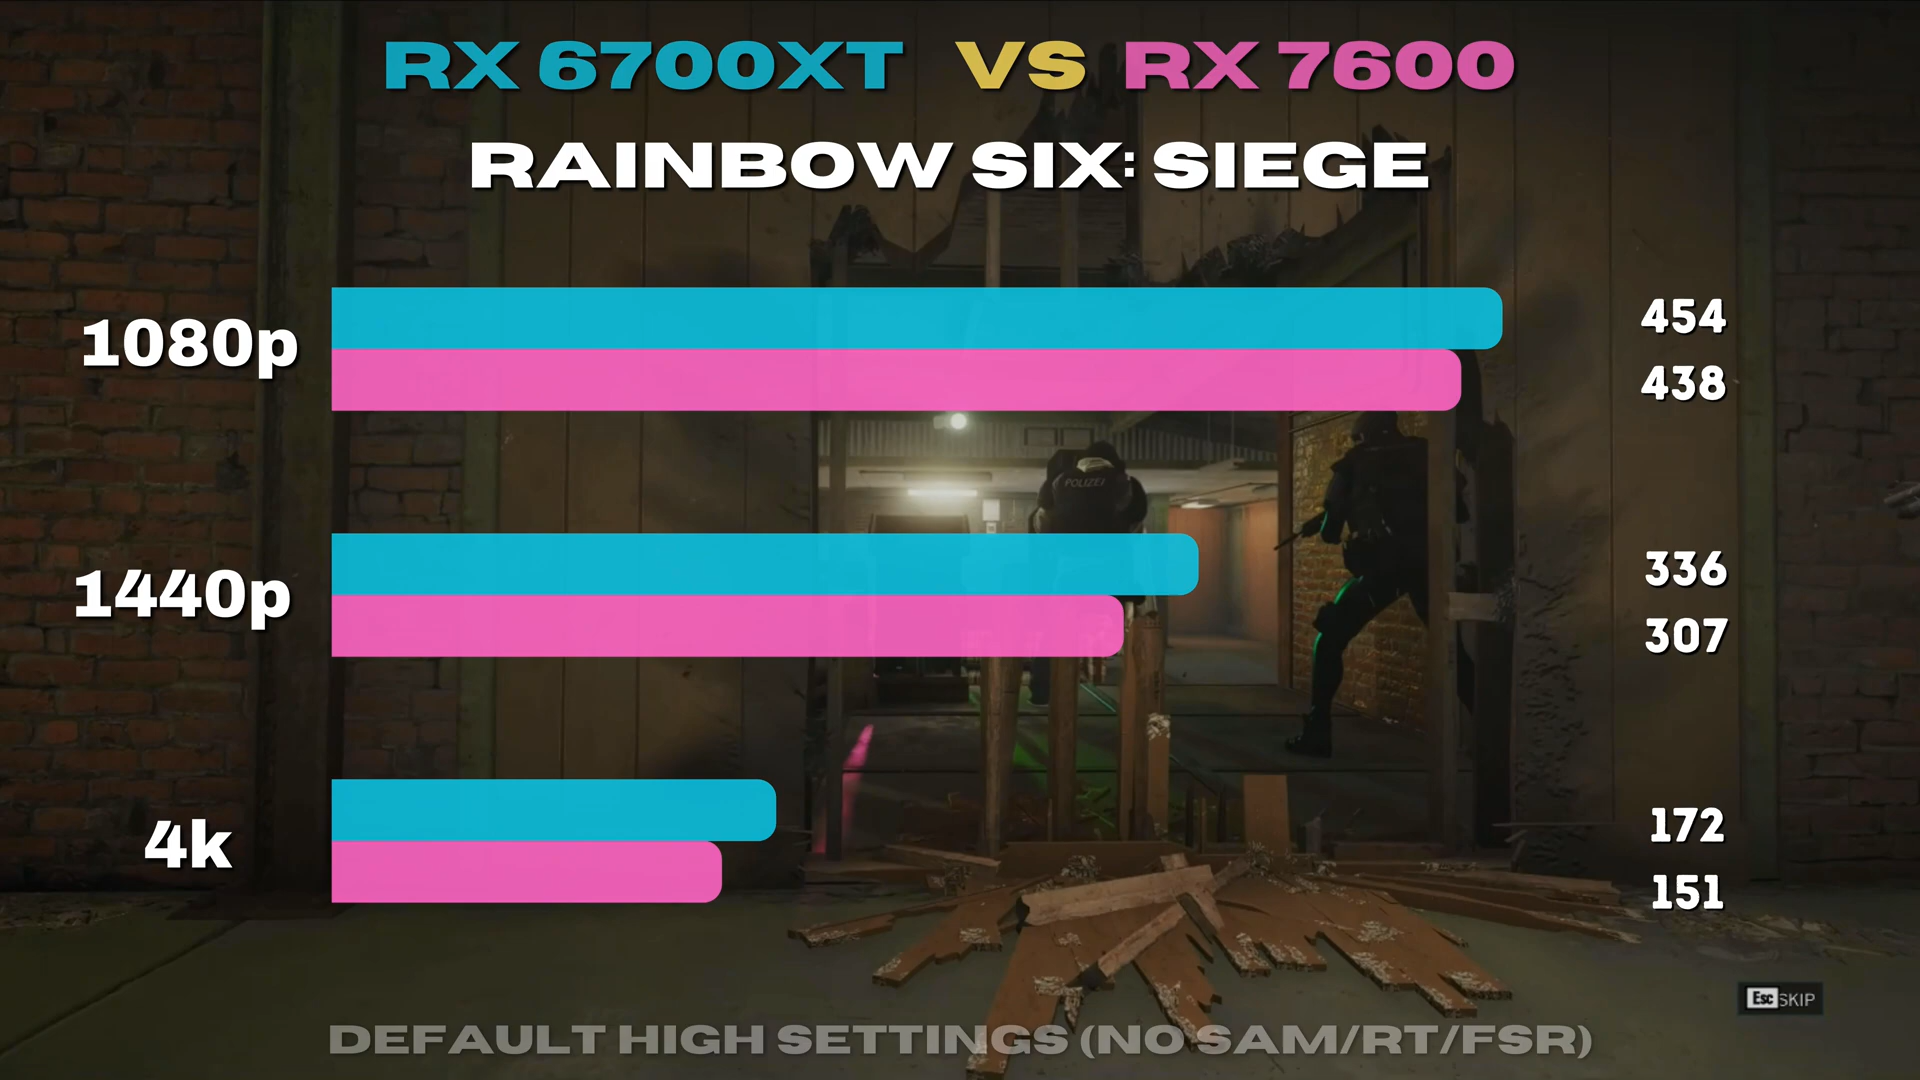 RX 6700XT VS RX 7600
RAINBOW SIX: SIEGE
1080p
454
438
POLIZEI
1440p
336
307
4k
172
151
Esc SKIP
DEFAULT HIGH SETTINGS (NO SAM/RT/FSR)